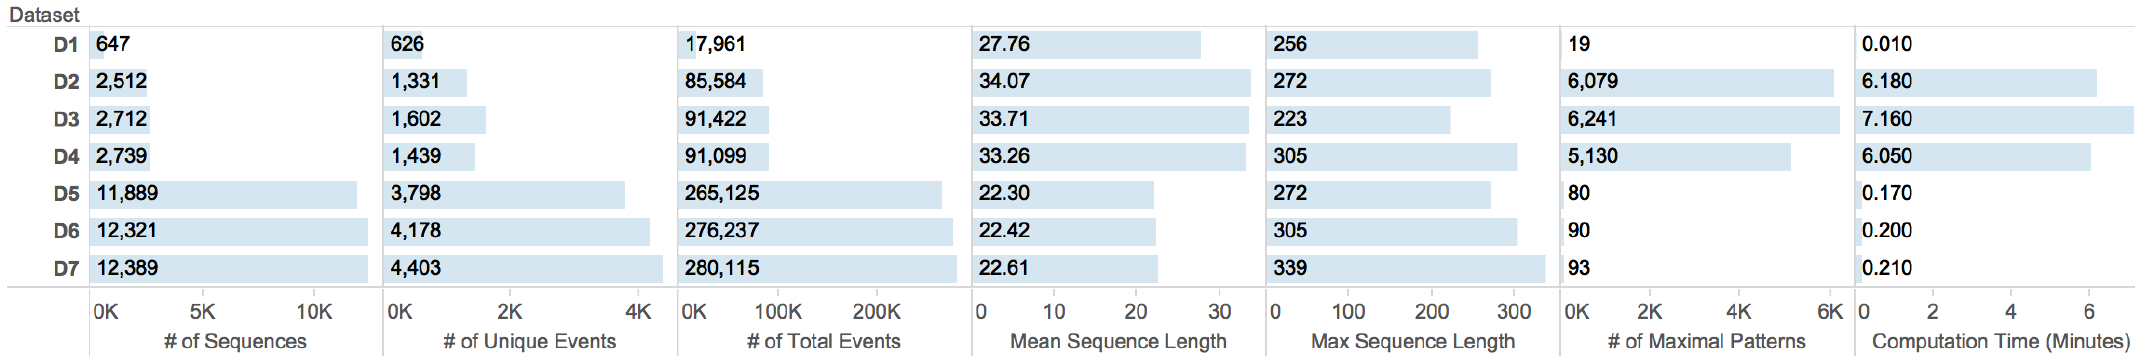 Dataset
D1 647 626 17,961 27.76 256 19 0.010
D2 2,512 1,331 85,584 34.07 272 6,079 6.180
D3 2,712 1,602 91,422 33.71 223 6,241 7.160
D4 2,739 1,439 91,099 33.26 305 5,130 6.050
D5 11,889 3,798 265,125 22.30 272 80 0.170
D6 12,321 4,178 276,237 22.42 305 90 0.200
D7 12,389 4,403 280,115 22.61 339 93 0.210
0K 5K 10K 0K 2K 4K 0K 100K 200K 0 10 20 30 0 100 200 300 0K 2K 4K 6K 0 2 4 6
# of Sequences # of Unique Events # of Total Events Mean Sequence Length Max Sequence Length # of Maximal Patterns Computation Time (Minutes)